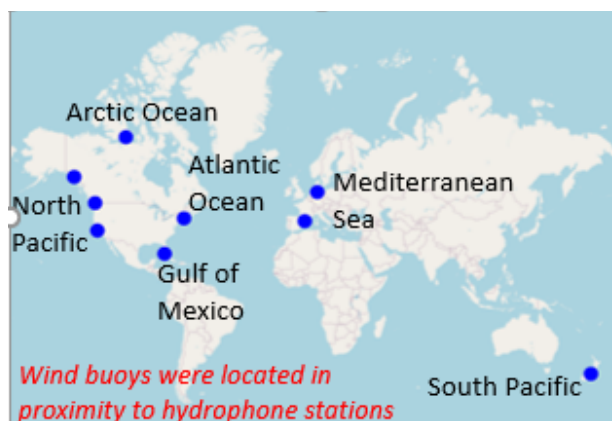 Arctic Ocean
Atlantic
Ocean
North
Pacific
Mediterranean
Sea
Gulf of
Mexico
South Pacific
Wind buoys were located in
proximity to hydrophone stations